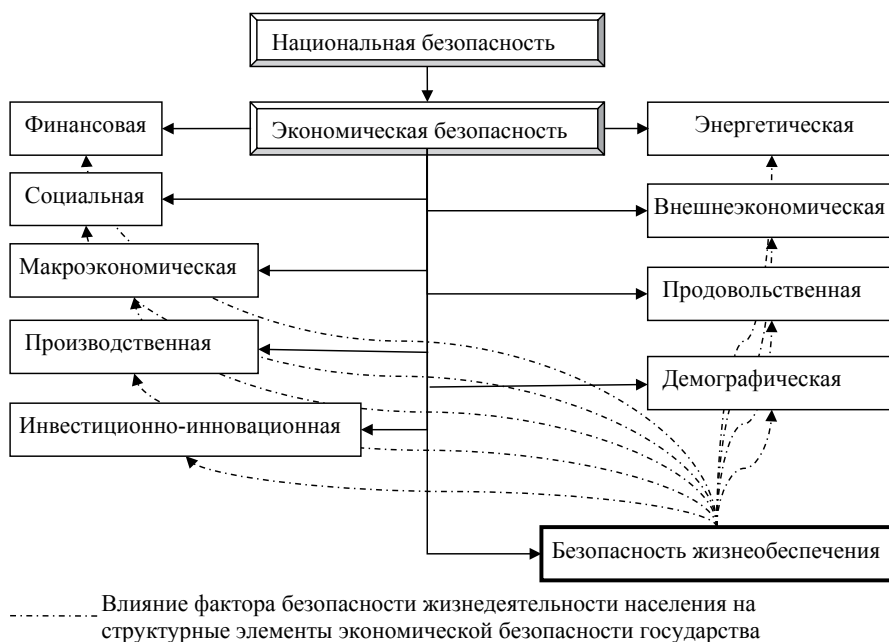 Национальная безопасность
Финансовая
Экономическая безопасность
Энергетическая
Социальная
Внешнеэкономическая
Макроэкономическая
Продовольственная
Производственная
Демографическая
Инвестиционно-инновационная
Безопасность жизнеобеспечения
Влияние фактора безопасности жизнедеятельности населения на
структурные элементы экономической безопасности государства